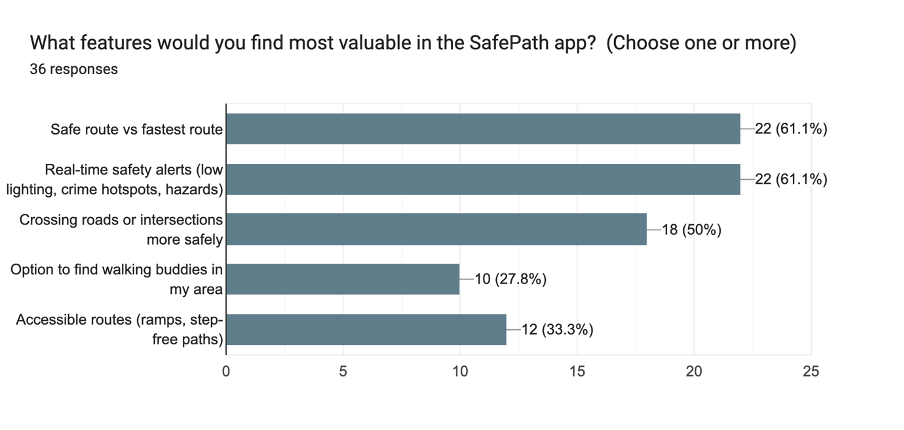 What features would you find most valuable in the SafePath app?  (Choose one or more)
36 responses
Safe route vs fastest route
22 (61.1%)
Real-time safety alerts (low
lighting, crime hotspots, hazards)
22 (61.1%)
Crossing roads or intersections
more safely
18 (50%)
Option to find walking buddies in
my area
10 (27.8%)
Accessible routes (ramps, step-
free paths)
12 (33.3%)
0 5 10 15 20 25